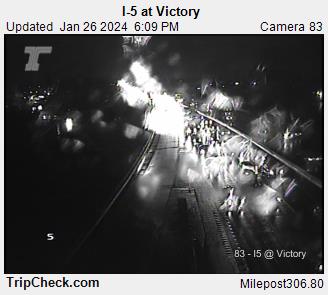 I-5 at Victory
Updated Jan 26 2024 6:09 PM Camera 83
T
S
83 - I5 @ Victory
TripCheck.com Milepost306.80